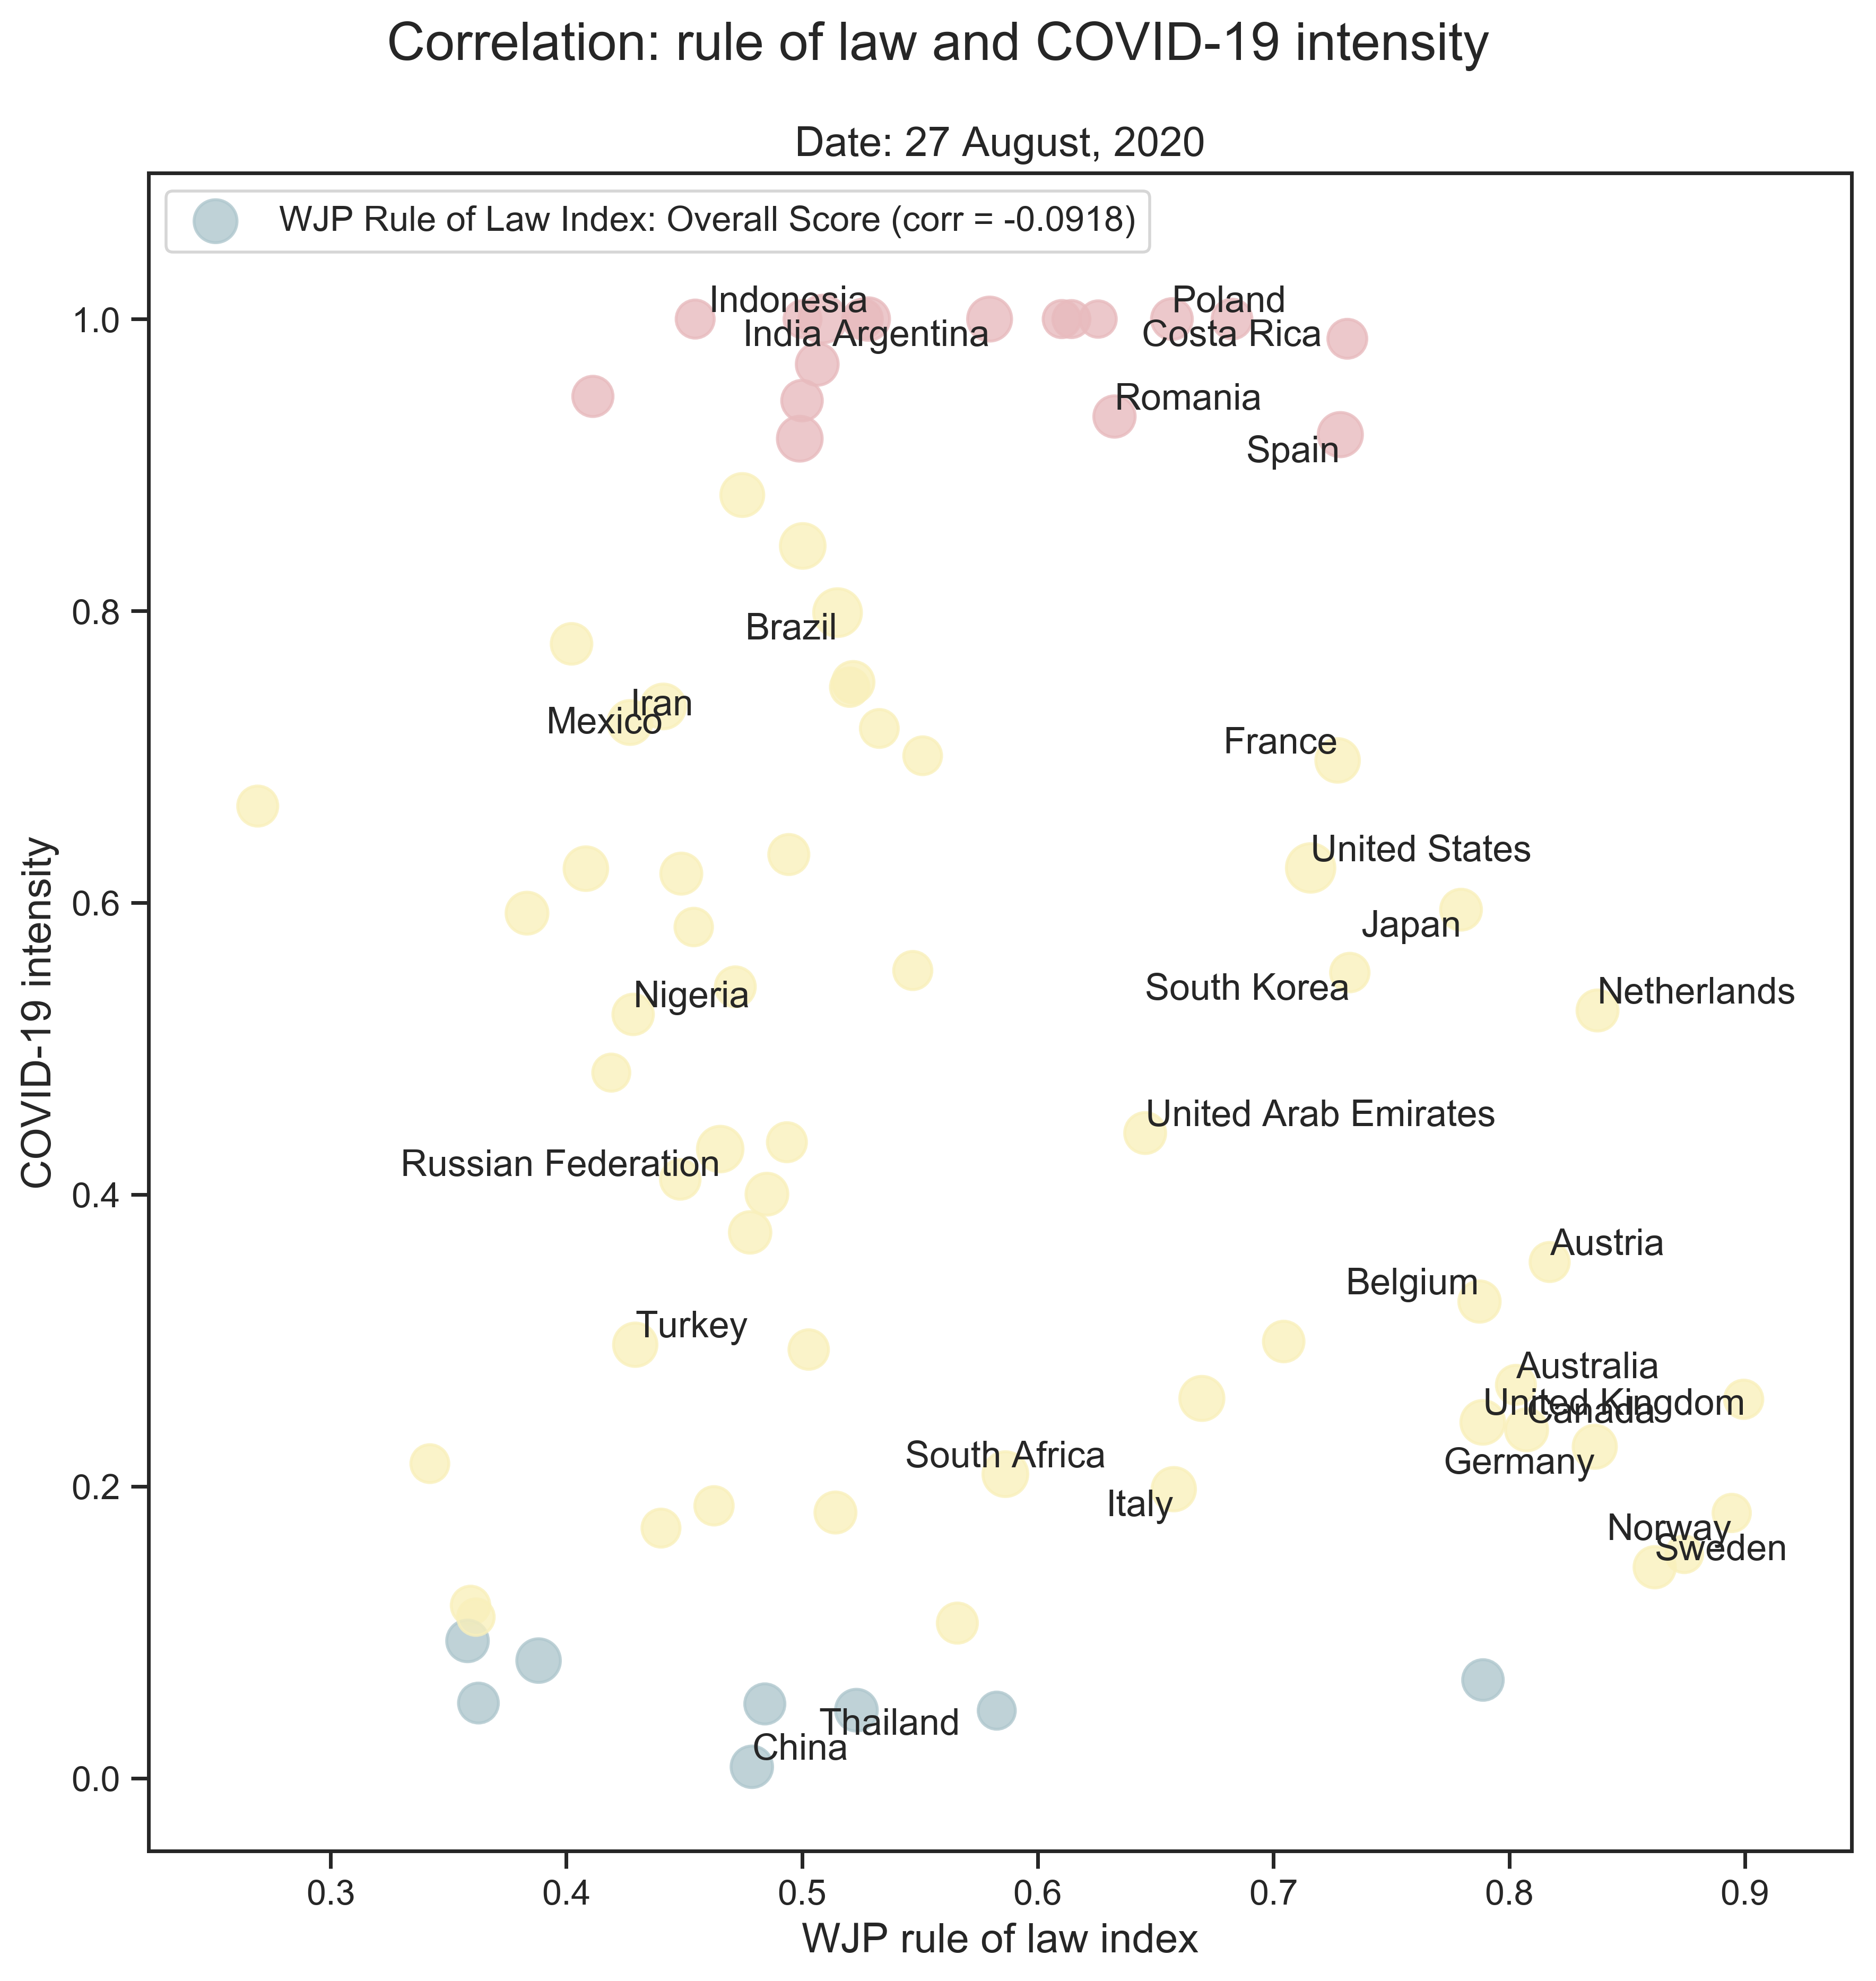 Correlation: rule of law and COVID-19 intensity
Date: 27 August, 2020
WJP Rule of Law Index: Overall Score (corr = -0.0918)
Indonesia
Poland
India
Argentina
Costa Rica
Romania
Spain
Brazil
Iran
Mexico
France
United States
Japan
South Korea
Netherlands
Nigeria
United Arab Emirates
Russian Federation
Austria
Belgium
Turkey
Australia
United Kingdom
Canada
South Africa
Germany
Italy
Norway
Sweden
Thailand
China
1.0
0.8
0.6
0.4
0.2
0.0
COVID-19 intensity
0.3
0.4
0.5
0.6
0.7
0.8
0.9
WJP rule of law index